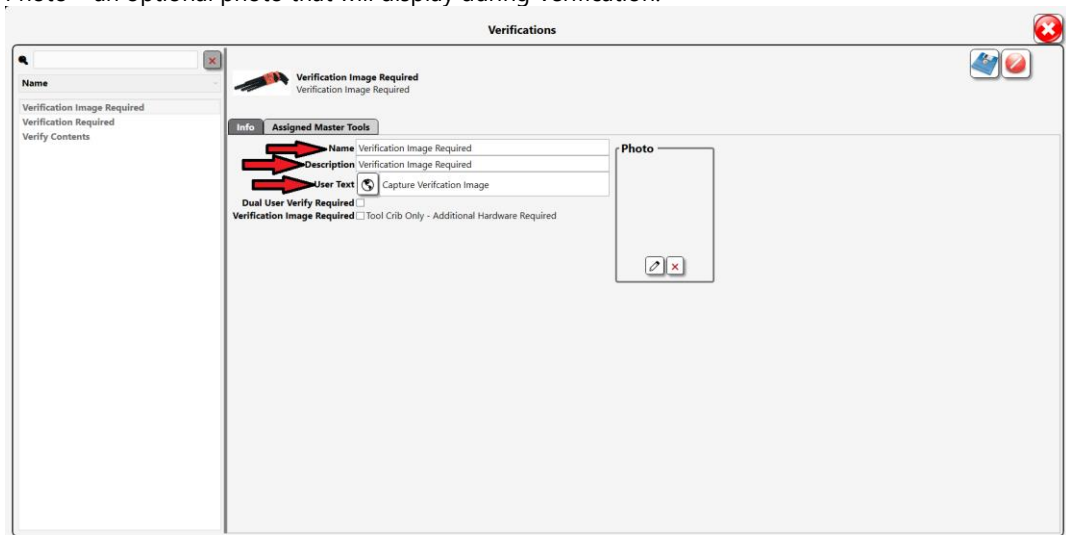 Photo – an optional photo that will display during verification.
Verifications
Name
Verification Image Required
Verification Required
Verify Contents
Verification Image Required
Verification Image Required
Info Assigned Master Tools
Name Verification Image Required
Description Verification Image Required
User Text Capture Verifcation Image
Dual User Verify Required
Verification Image Required Tool Crib Only - Additional Hardware Required
Photo